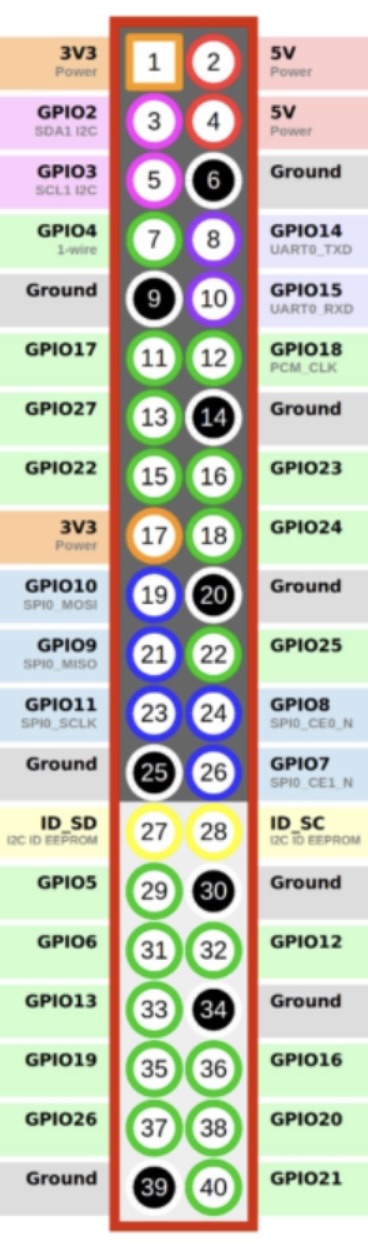 3V3 1 2 5V
Power Power
GPIO2 3 4 5V
SDA1 I2C Power
GPIO3 5 6 Ground
SCL1 I2C
GPIO4 7 8 GPIO14
1-wire UART0_TXD
Ground 9 10 GPIO15
UART0_RXD
GPIO17 11 12 GPIO18
PCM_CLK
GPIO27 13 14 Ground
GPIO22 15 16 GPIO23
3V3 17 18 GPIO24
Power
GPIO10 19 20 Ground
SPI0_MOSI
GPIO9 21 22 GPIO25
SPI0_MISO
GPIO11 23 24 GPIO8
SPI0_SCLK SPI0_CE0_N
Ground 25 26 GPIO7
SPI0_CE1_N
ID_SD 27 28 ID_SC
I2C ID EEPROM I2C ID EEPROM
GPIO5 29 30 Ground
GPIO6 31 32 GPIO12
GPIO13 33 34 Ground
GPIO19 35 36 GPIO16
GPIO26 37 38 GPIO20
Ground 39 40 GPIO21